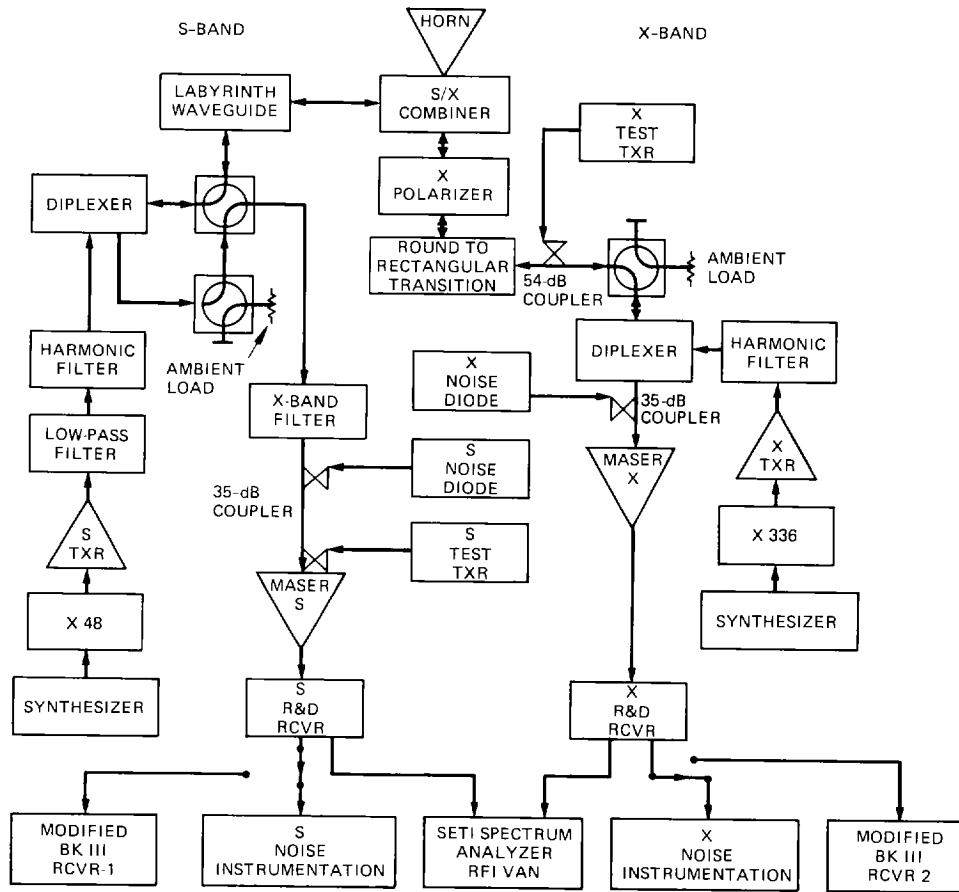 S-BAND
HORN
X-BAND
LABYRINTH
WAVEGUIDE
S/X
COMBINER
X
TEST
TXR
DIPLEXER
X
POLARIZER
ROUND TO
RECTANGULAR
TRANSITION
54-dB
COUPLER
AMBIENT
LOAD
HARMONIC
FILTER
AMBIENT
LOAD
DIPLEXER
HARMONIC
FILTER
X
NOISE
DIODE
35-dB
COUPLER
X-BAND
FILTER
LOW-PASS
FILTER
S
NOISE
DIODE
MASER
X
X
TXR
35-dB
COUPLER
S
TXR
S
TEST
TXR
X 336
MASER
S
X 48
SYNTHESIZER
SYNTHESIZER
S
R&D
RCVR
X
R&D
RCVR
MODIFIED
BK III
RCVR-1
S
NOISE
INSTRUMENTATION
SETI SPECTRUM
ANALYZER
RFI VAN
X
NOISE
INSTRUMENTATION
MODIFIED
BK III
RCVR 2